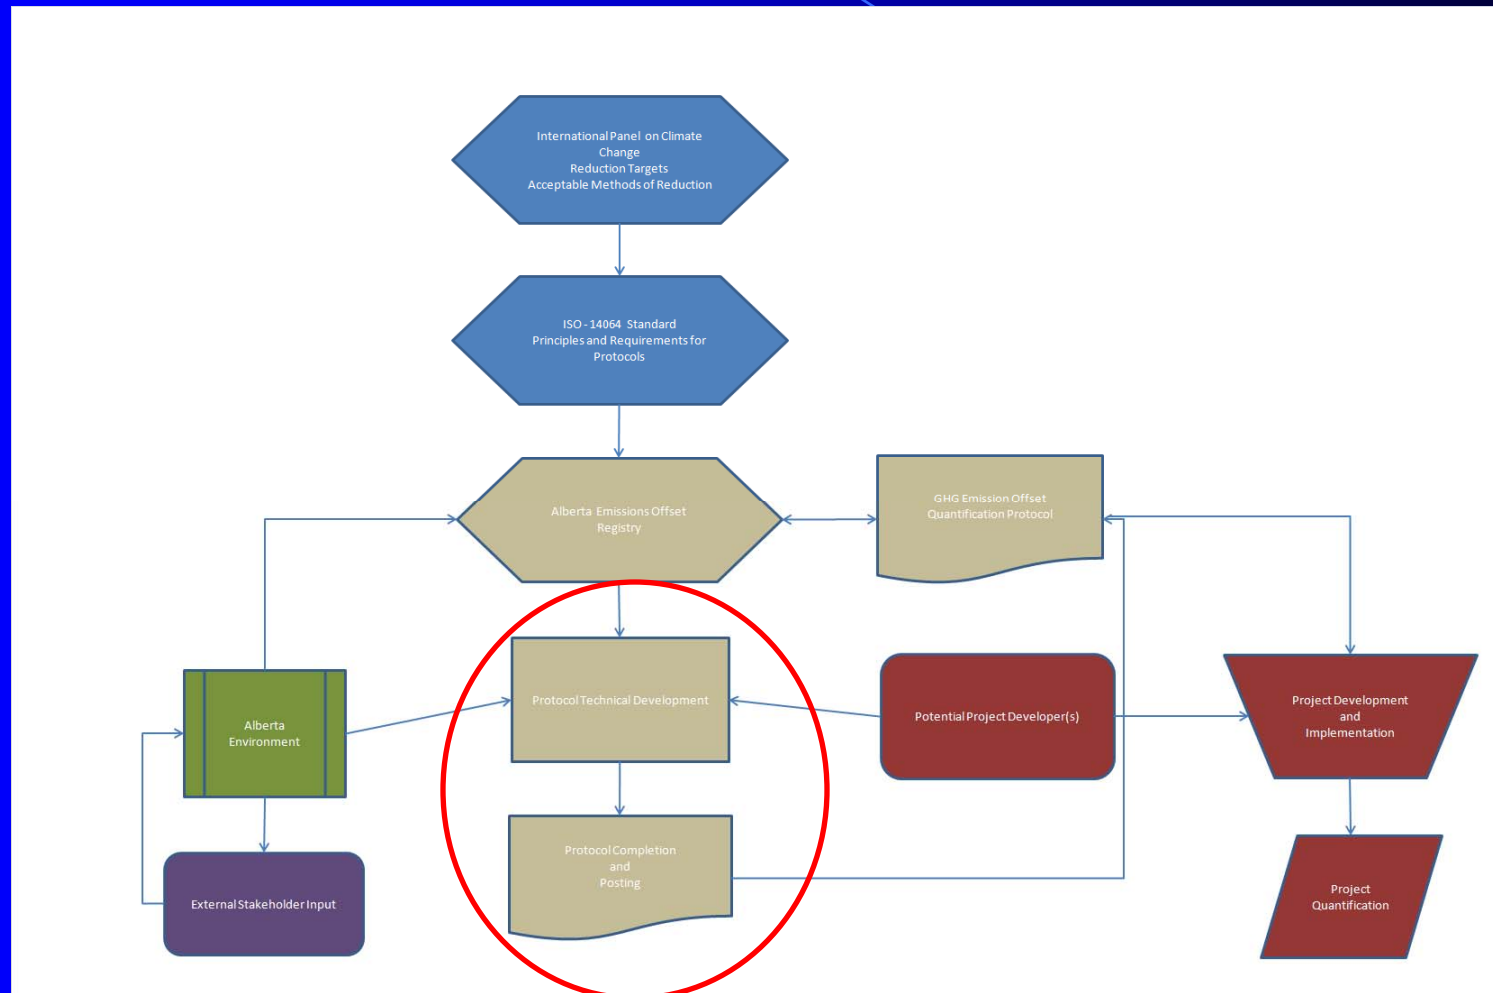 International Panel on Climate
Change
Reduction Targets
Acceptable Methods of Reduction
ISO - 14064 Standard
Principles and Requirements for
Protocols
Alberta Emissions Offset
Registry
GHG Emission Offset
Quantification Protocol
Protocol Technical Development
Potential Project Developer(s)
Project Development
and
Implementation
Alberta
Environment
Protocol Completion
and
Posting
External Stakeholder Input
Project
Quantification